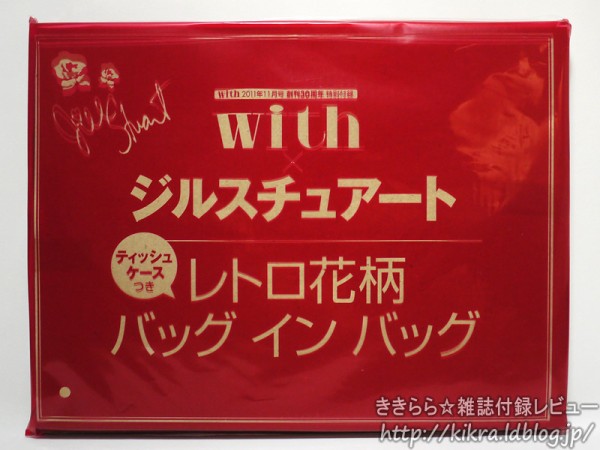 Jill Stuart
with 2011年11月号 創刊30周年 特別付録
with
×
ジルスチュアート
ティッシュ
ケース
つき
レトロ花柄
バッグ イン バッグ
ききらら☆雑誌付録レビュー
http://kikra.ldblog.jp/